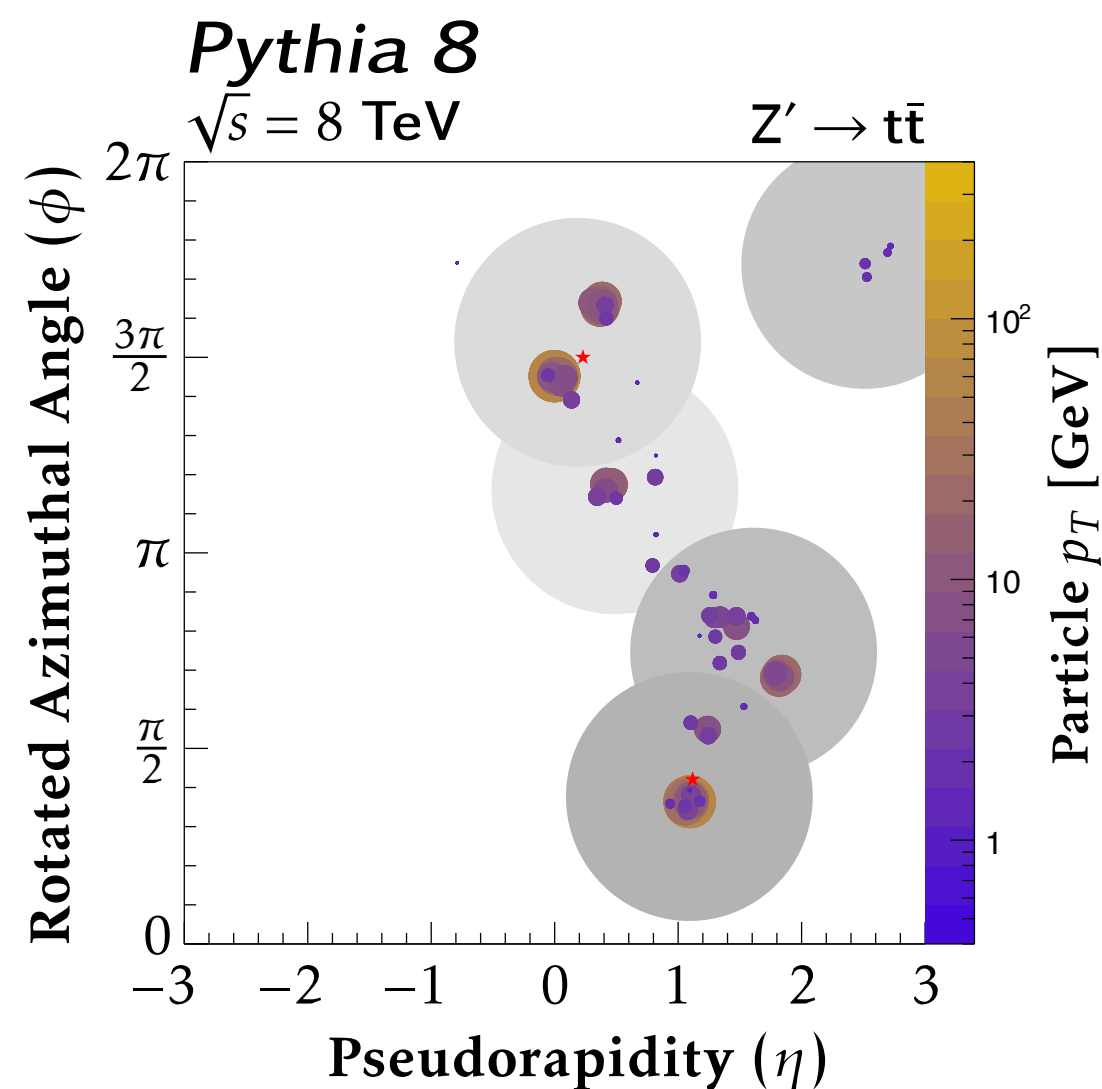 Pythia 8
√s = 8 TeV
Z′ → tt̄
Rotated Azimuthal Angle (ϕ)
2π
3π/2
π
π/2
0
−3 −2 −1 0 1 2 3
Pseudorapidity (η)
10²
10
1
Particle p_T [GeV]